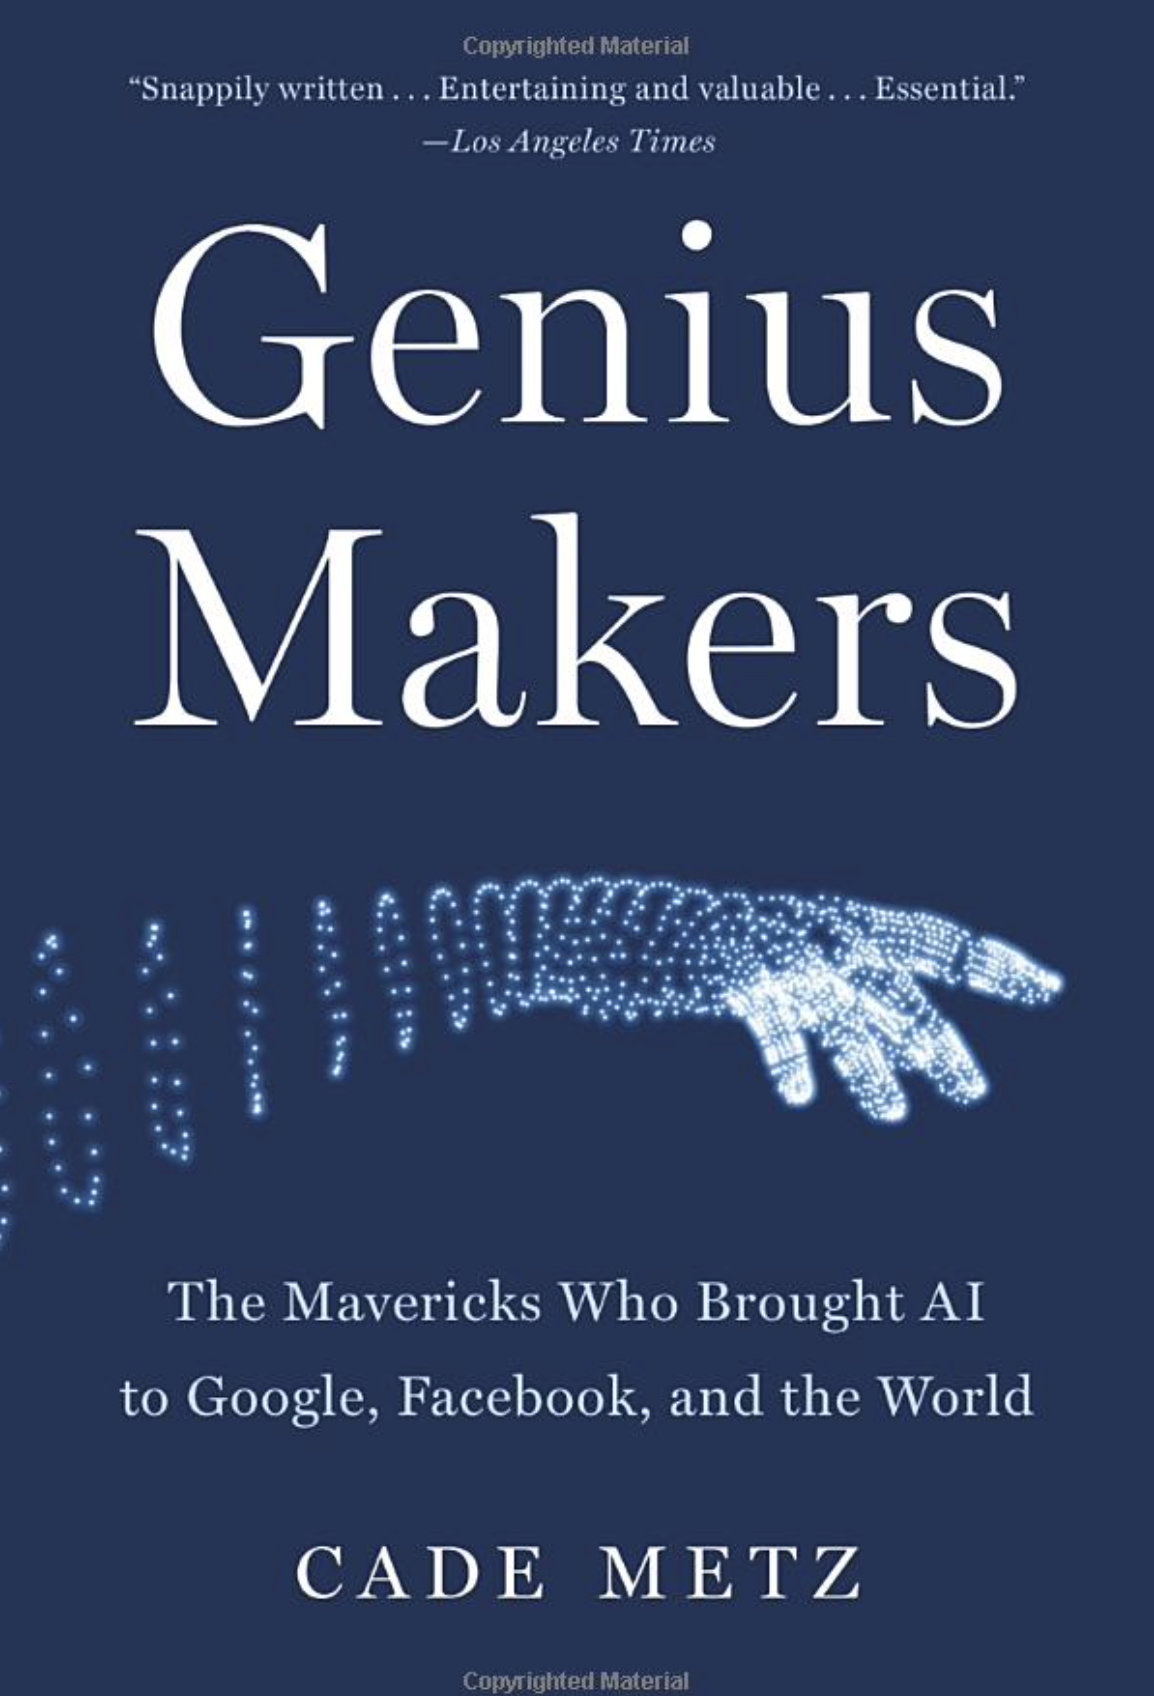 Copyrighted Material
“Snappily written . . . Entertaining and valuable . . . Essential.”
—Los Angeles Times
Genius
Makers
The Mavericks Who Brought AI
to Google, Facebook, and the World
CADE METZ
Copyrighted Material